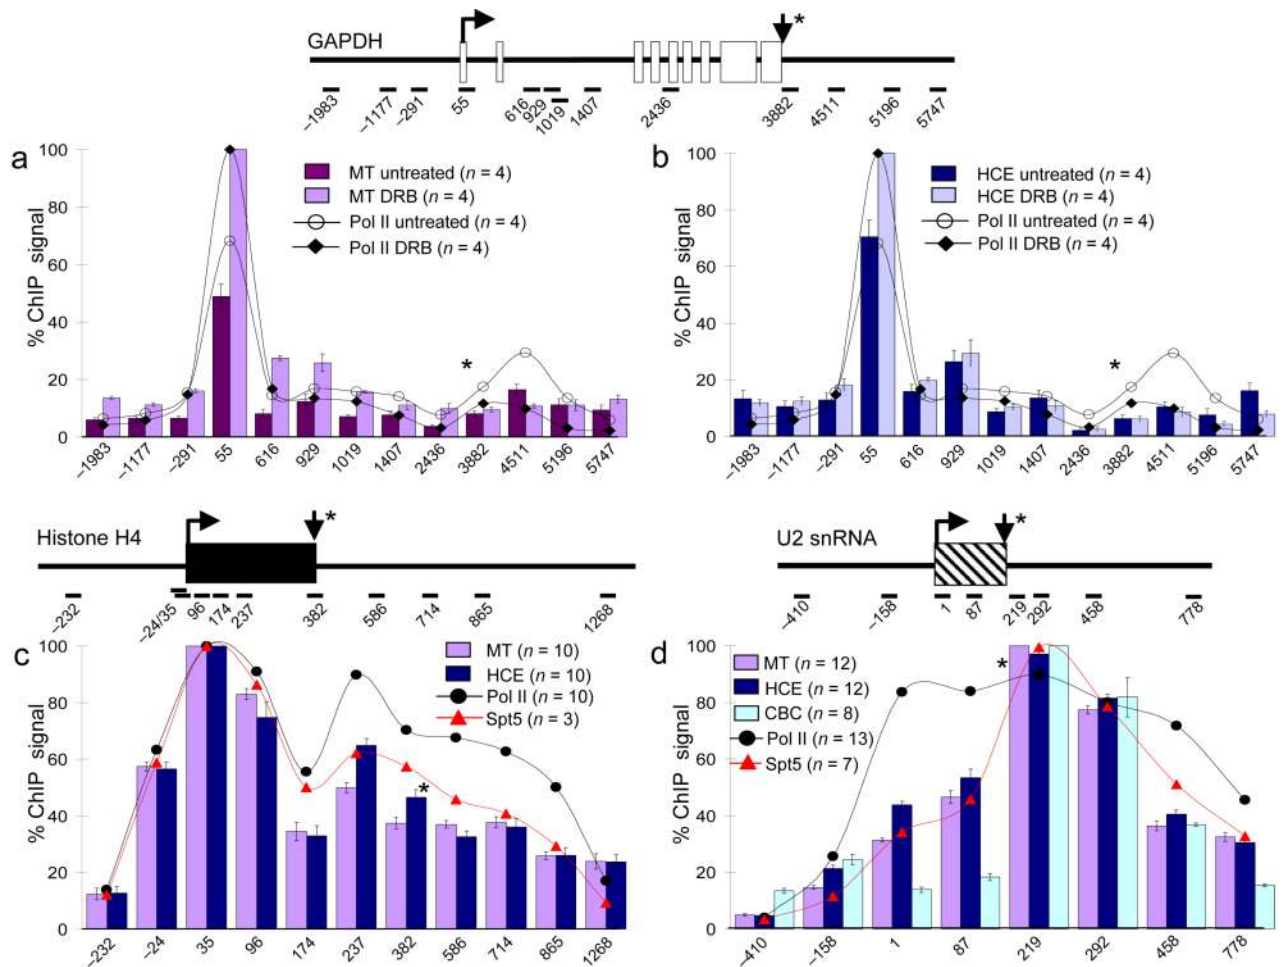 GAPDH
*
−1983 −1177 −291 55 616 929 1019 1407 2436 3882 4511 5196 5747
a
% ChIP signal
100
80
60
40
20
0
MT untreated (n = 4)
MT DRB (n = 4)
Pol II untreated (n = 4)
Pol II DRB (n = 4)
*
−1983 −1177 −291 55 616 929 1019 1407 2436 3882 4511 5196 5747
b
% ChIP signal
100
80
60
40
20
0
HCE untreated (n = 4)
HCE DRB (n = 4)
Pol II untreated (n = 4)
Pol II DRB (n = 4)
*
−1983 −1177 −291 55 616 929 1019 1407 2436 3882 4511 5196 5747
Histone H4
*
−232 −24/35 96 174 237 382 586 714 865 1268
c
% ChIP signal
100
80
60
40
20
0
MT (n = 10)
HCE (n = 10)
Pol II (n = 10)
Spt5 (n = 3)
*
−232 −24 35 96 174 237 382 586 714 865 1268
U2 snRNA
*
−410 −158 1 87 219 292 458 778
d
% ChIP signal
100
80
60
40
20
0
MT (n = 12)
HCE (n = 12)
CBC (n = 8)
Pol II (n = 13)
Spt5 (n = 7)
*
−410 −158 1 87 219 292 458 778